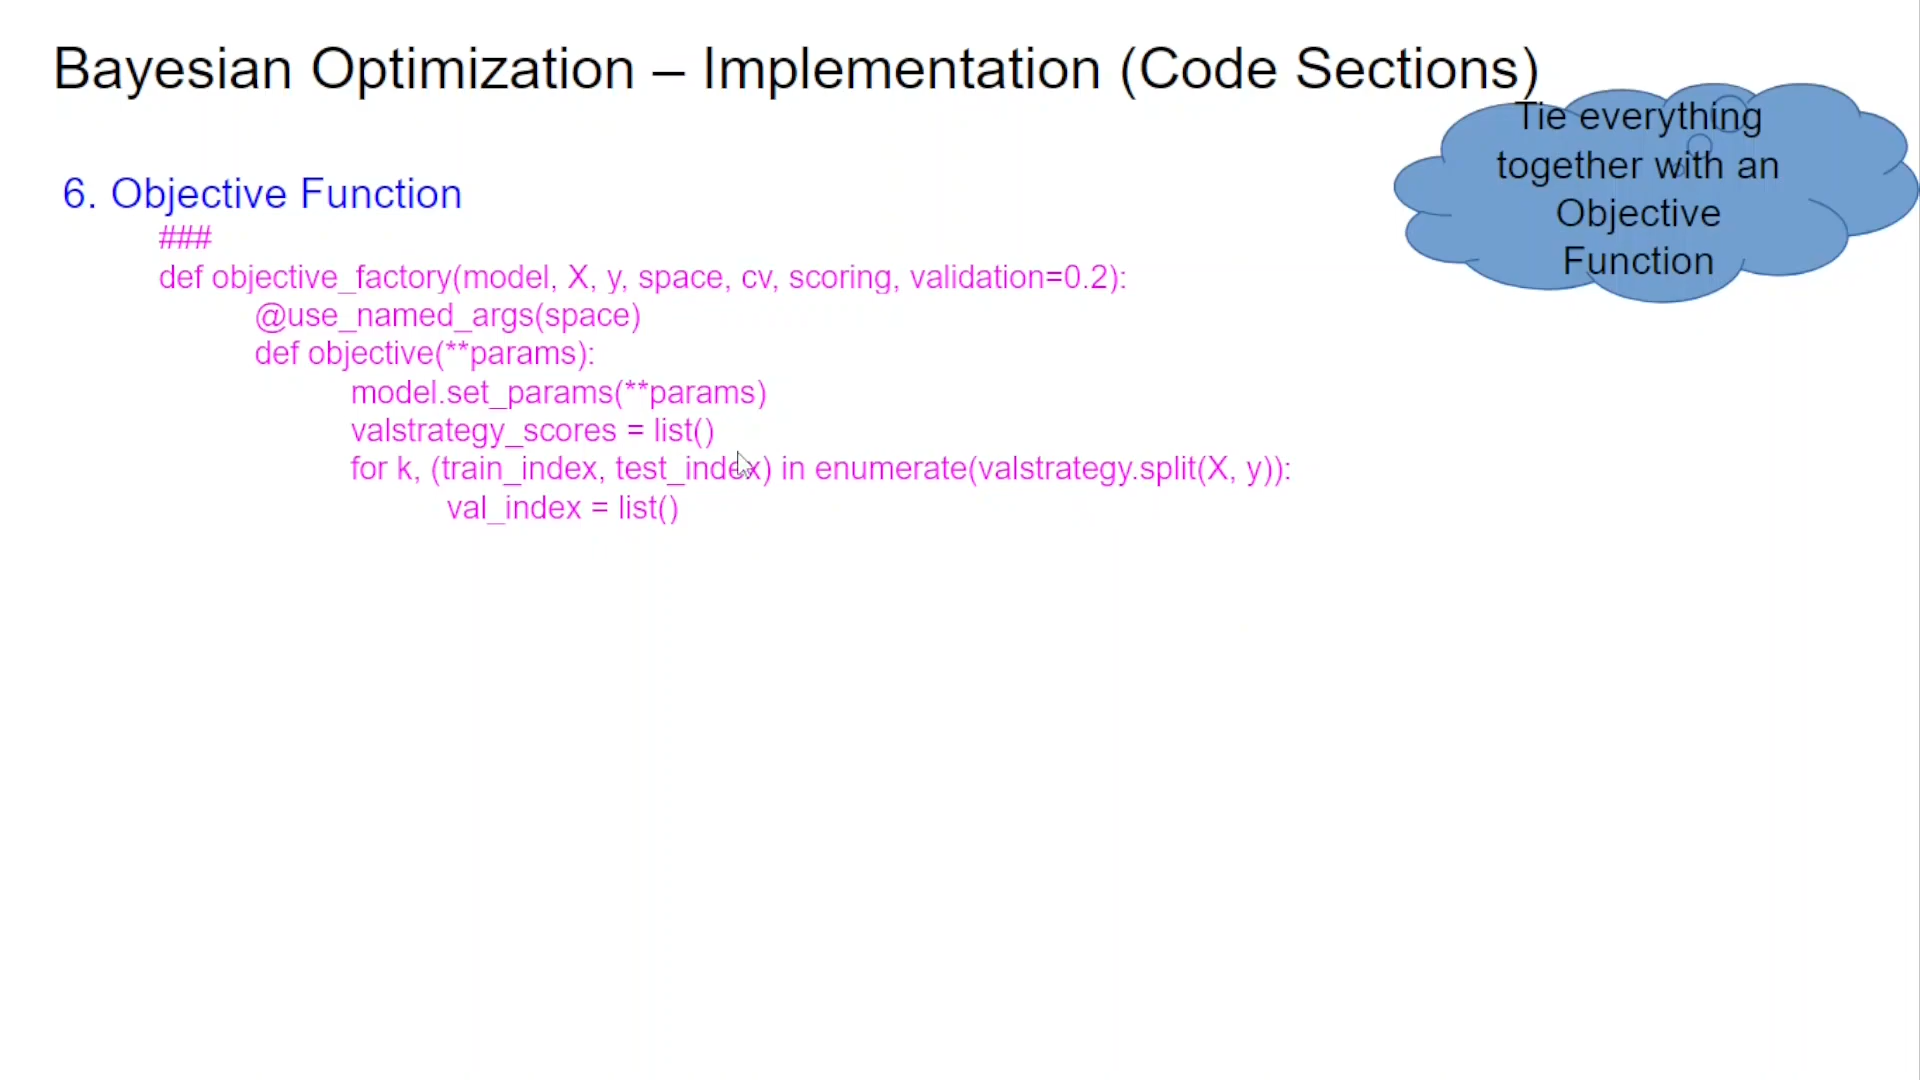 Bayesian Optimization – Implementation (Code Sections)
Tie everything
together with an
Objective
Function
6. Objective Function
###
def objective_factory(model, X, y, space, cv, scoring, validation=0.2):
@use_named_args(space)
def objective(**params):
model.set_params(**params)
valstrategy_scores = list()
for k, (train_index, test_index) in enumerate(valstrategy.split(X, y)):
val_index = list()